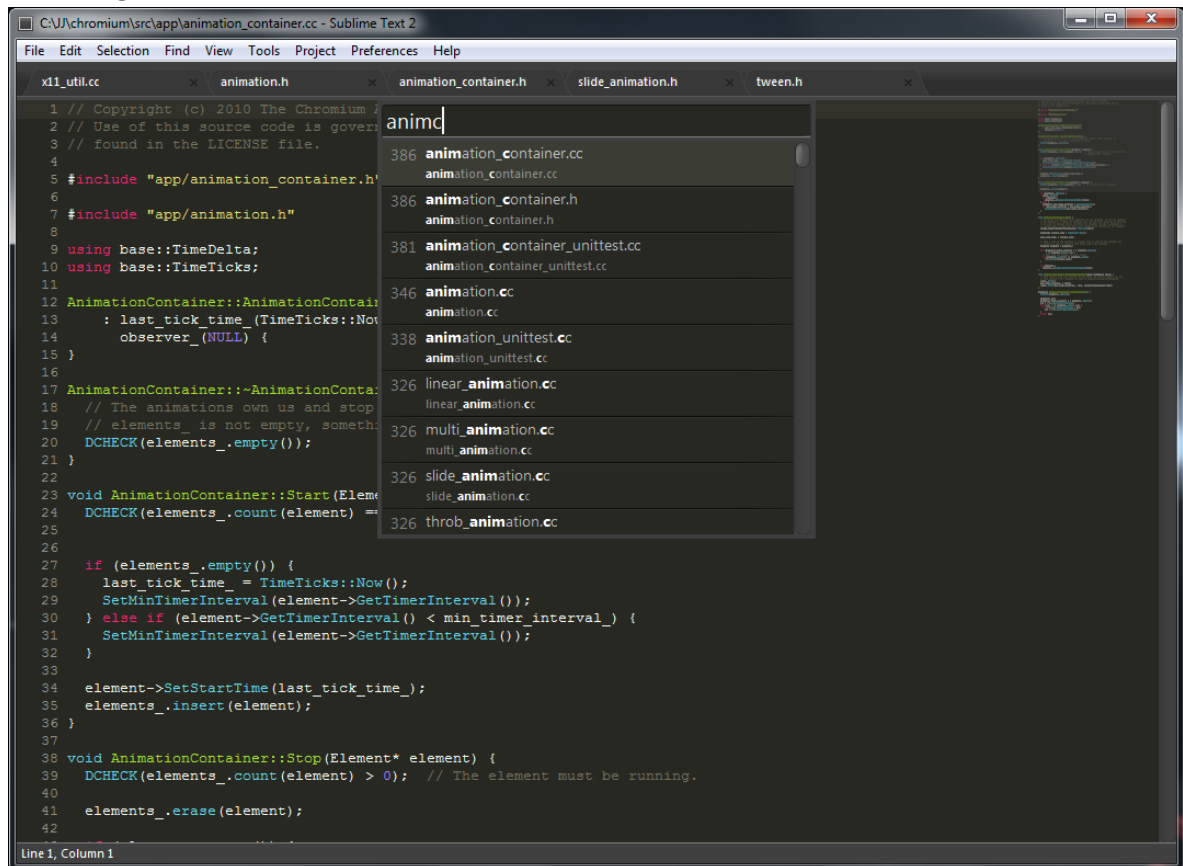 C:\JJ\chromium\src\app\animation_container.cc - Sublime Text 2
File Edit Selection Find View Tools Project Preferences Help
x11_util.cc animation.h animation_container.h slide_animation.h tween.h
animc
386 animation_container.cc
animation_container.cc
386 animation_container.h
animation_container.h
381 animation_container_unittest.cc
animation_container_unittest.cc
346 animation.cc
animation.cc
338 animation_unittest.cc
animation_unittest.cc
326 linear_animation.cc
linear_animation.cc
326 multi_animation.cc
multi_animation.cc
326 slide_animation.cc
slide_animation.cc
326 throb_animation.cc
1 // Copyright (c) 2010 The Chromium
2 // Use of this source code is govern
3 // found in the LICENSE file.
4
5 #include "app/animation_container.h"
6
7 #include "app/animation.h"
8
9 using base::TimeDelta;
10 using base::TimeTicks;
11
12 AnimationContainer::AnimationContai
13 : last_tick_time_(TimeTicks::Now
14 observer_(NULL) {
15 }
16
17 AnimationContainer::~AnimationContai
18 // The animations own us and stop
19 // elements_ is not empty, someth
20 DCHECK(elements_.empty());
21 }
22
23 void AnimationContainer::Start(Eleme
24 DCHECK(elements_.count(element) ==
25
26
27 if (elements_.empty()) {
28 last_tick_time_ = TimeTicks::Now();
29 SetMinTimerInterval(element->GetTimerInterval());
30 } else if (element->GetTimerInterval() < min_timer_interval_) {
31 SetMinTimerInterval(element->GetTimerInterval());
32 }
33
34 element->SetStartTime(last_tick_time_);
35 elements_.insert(element);
36 }
37
38 void AnimationContainer::Stop(Element* element) {
39 DCHECK(elements_.count(element) > 0); // The element must be running.
40
41 elements_.erase(element);
42
Line 1, Column 1